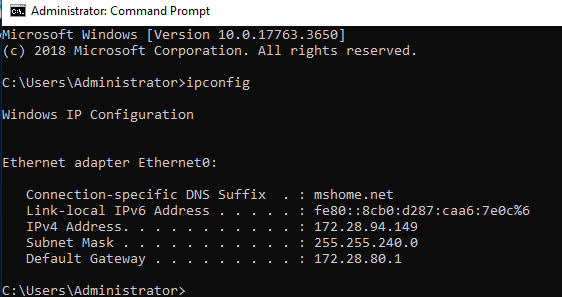 Administrator: Command Prompt
Microsoft Windows [Version 10.0.17763.3650]
(c) 2018 Microsoft Corporation. All rights reserved.
C:\Users\Administrator>ipconfig
Windows IP Configuration
Ethernet adapter Ethernet0:
Connection-specific DNS Suffix  . : mshome.net
Link-local IPv6 Address . . . . . : fe80::8cb0:d287:caa6:7e0c%6
IPv4 Address. . . . . . . . . . . : 172.28.94.149
Subnet Mask . . . . . . . . . . . : 255.255.240.0
Default Gateway . . . . . . . . . : 172.28.80.1
C:\Users\Administrator>